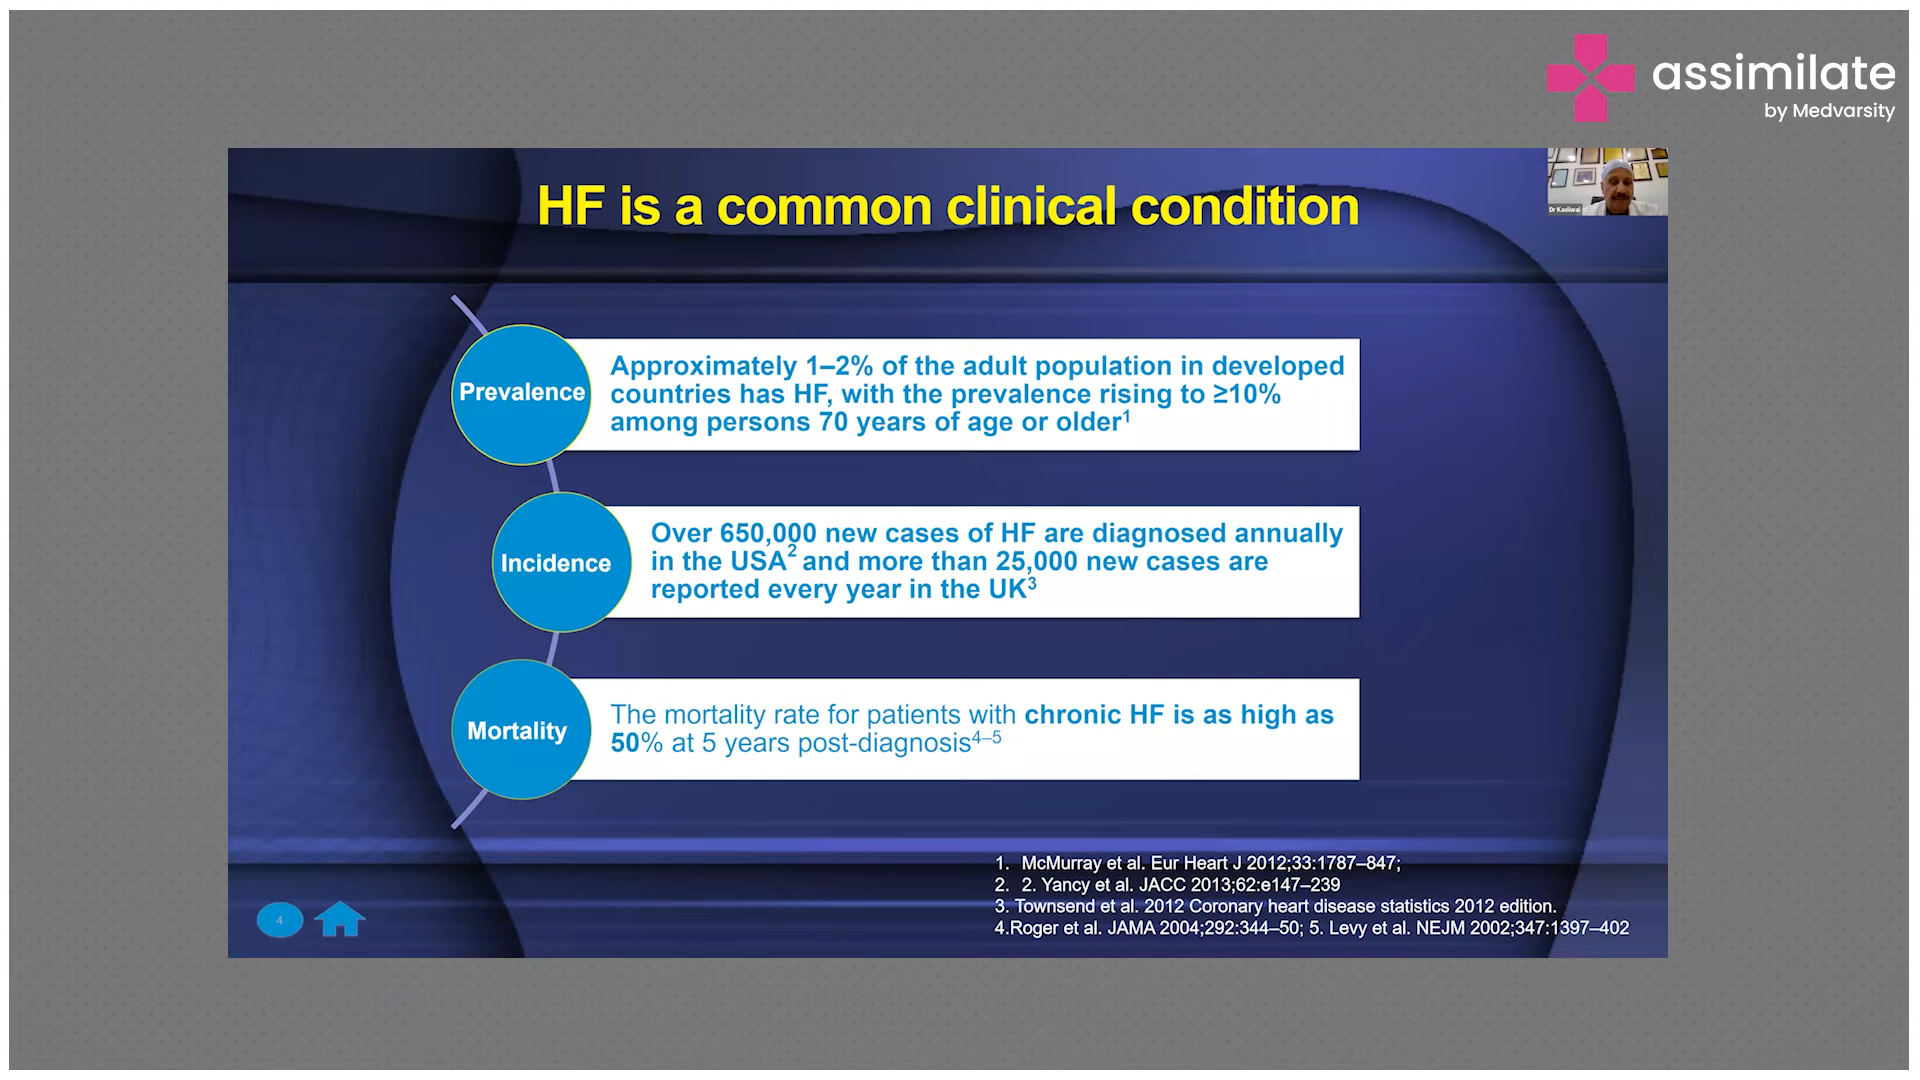 assimilate
by Medvarsity
HF is a common clinical condition
Dr Kasliwal
Prevalence
Approximately 1–2% of the adult population in developed
countries has HF, with the prevalence rising to ≥10%
among persons 70 years of age or older1
Incidence
Over 650,000 new cases of HF are diagnosed annually
in the USA2 and more than 25,000 new cases are
reported every year in the UK3
Mortality
The mortality rate for patients with chronic HF is as high as
50% at 5 years post-diagnosis4–5
1. McMurray et al. Eur Heart J 2012;33:1787–847;
2. 2. Yancy et al. JACC 2013;62:e147–239
3. Townsend et al. 2012 Coronary heart disease statistics 2012 edition.
4.Roger et al. JAMA 2004;292:344–50; 5. Levy et al. NEJM 2002;347:1397–402
4